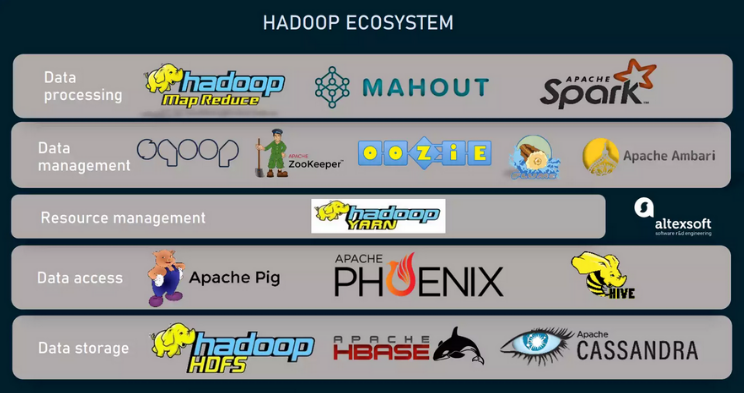 HADOOP ECOSYSTEM
Data
processing
hadoop
Map Reduce
MAHOUT
APACHE
Spark™
Data
management
sqoop
APACHE
ZooKeeper™
OOZIE
Apache Ambari
Resource management
hadoop
YARN
altexsoft
software r&d engineering
Data access
Apache Pig
APACHE
PHOENIX
HIVE
Data storage
hadoop
HDFS
APACHE
HBASE
Apache
CASSANDRA